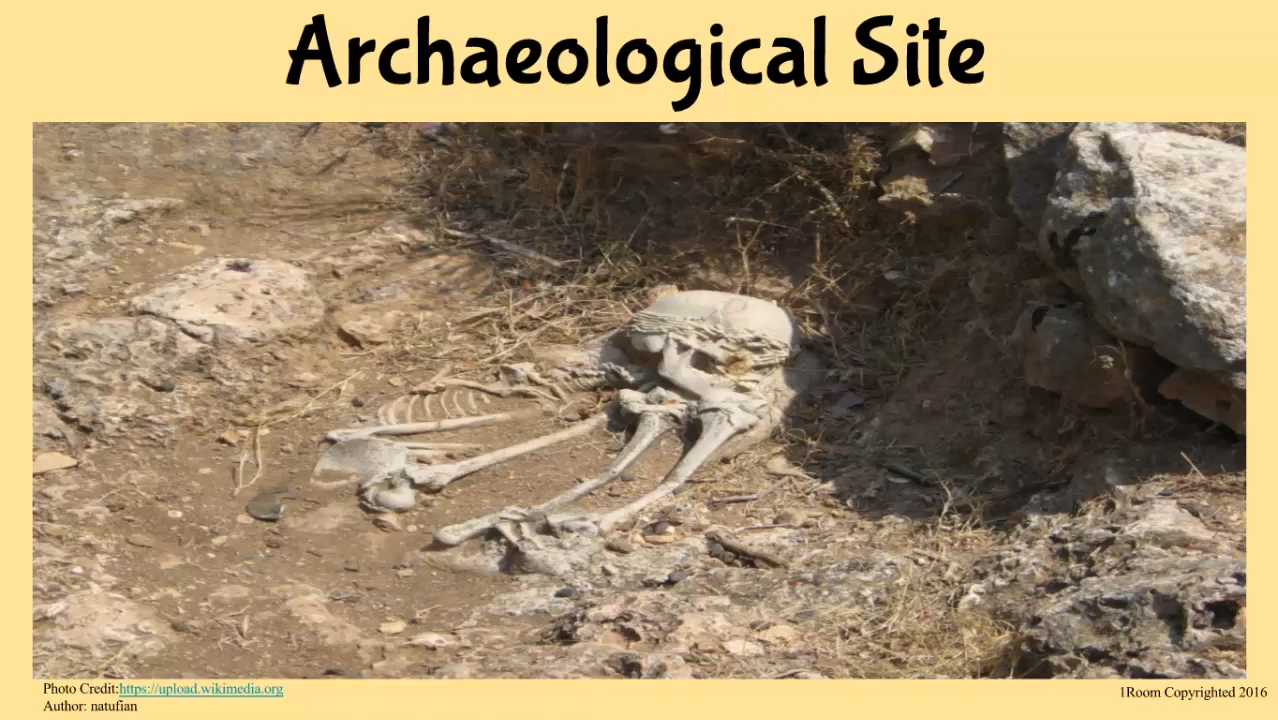 Archaeological Site
Photo Credit:https://upload.wikimedia.org
Author: natufian
1Room Copyrighted 2016